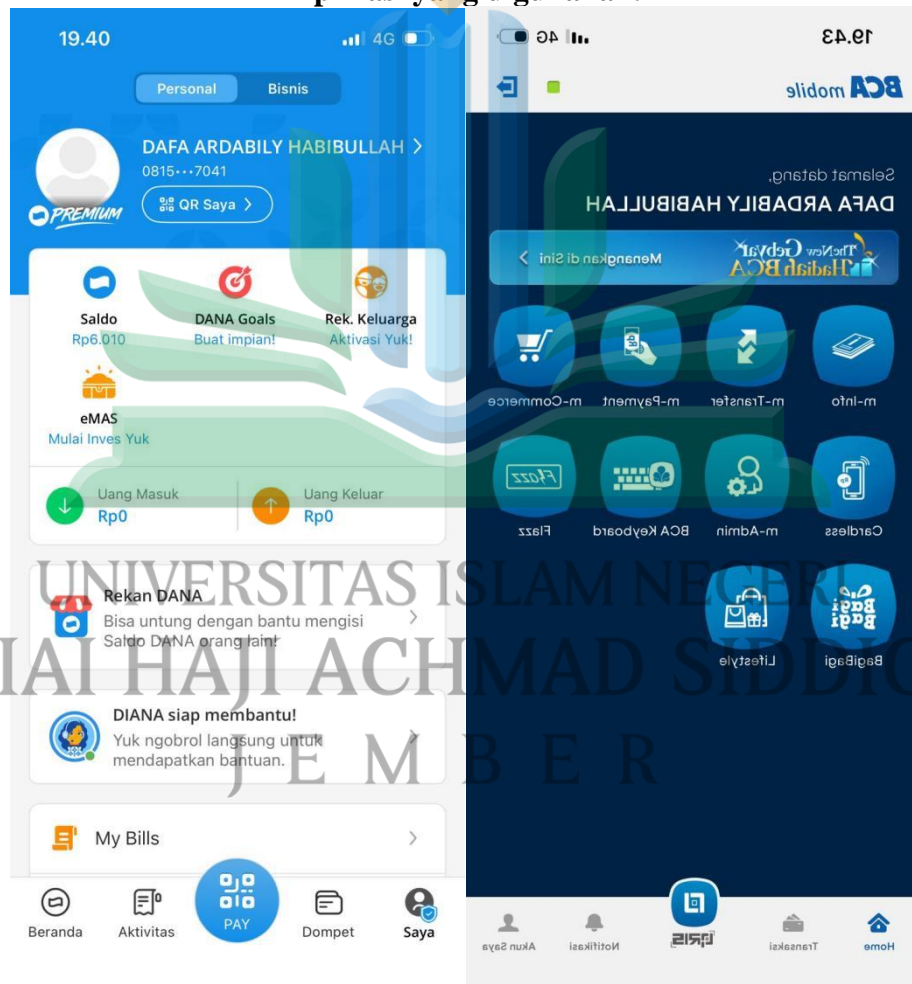 19.40
4G
Personal Bisnis
DAFA ARDABILY HABIBULLAH >
0815•••7041
QR Saya >
PREMIUM
Saldo
Rp6.010
DANA Goals
Buat impian!
Rek. Keluarga
Aktivasi Yuk!
eMAS
Mulai Inves Yuk
Uang Masuk
Rp0
Uang Keluar
Rp0
Rekan DANA
Bisa untung dengan bantu mengisi
Saldo DANA orang lain!
DIANA siap membantu!
Yuk ngobrol langsung untuk
mendapatkan bantuan.
My Bills
Beranda Aktivitas PAY Dompet Saya
19.43
4G
BCA mobile
Selamat datang,
DAFA ARDABILY HABIBULLAH
The New Gebyar
Hadiah BCA
Menangkan di Sini >
m-Info m-Transfer m-Payment m-Commerce
Flazz
Cardless m-Admin BCA Keyboard Flazz
Bagi
Bagi
BagiBagi Lifestyle
Home Transaksi QRIS Notifikasi Akun Saya
UNIVERSITAS ISLAM NEGERI
IAI HAJI ACHMAD SIDDIQ
JEMBER